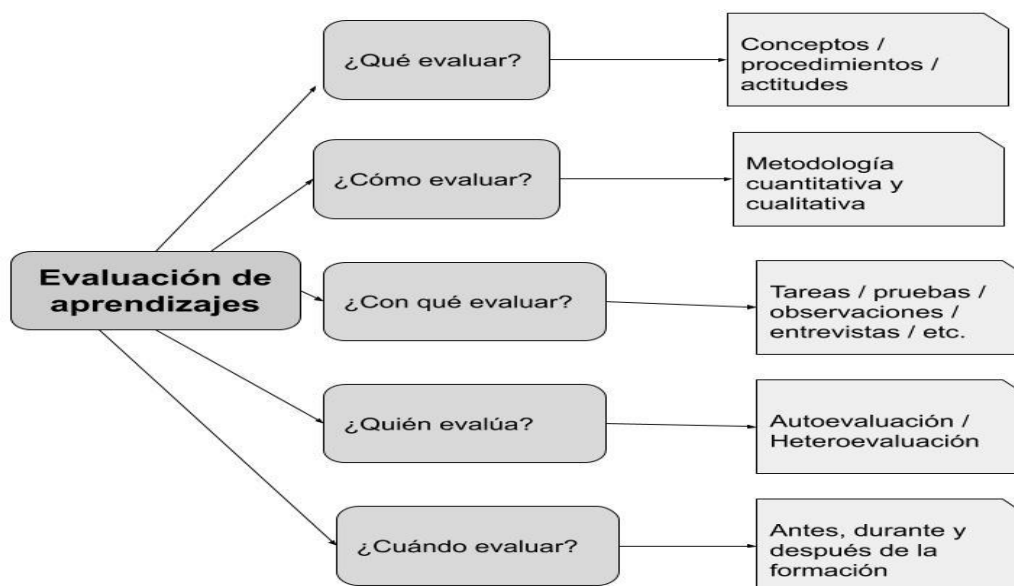 ¿Qué evaluar?
Conceptos /
procedimientos /
actitudes
¿Cómo evaluar?
Metodología
cuantitativa y
cualitativa
Evaluación de
aprendizajes
¿Con qué evaluar?
Tareas / pruebas /
observaciones /
entrevistas / etc.
¿Quién evalúa?
Autoevaluación /
Heteroevaluación
¿Cuándo evaluar?
Antes, durante y
después de la
formación